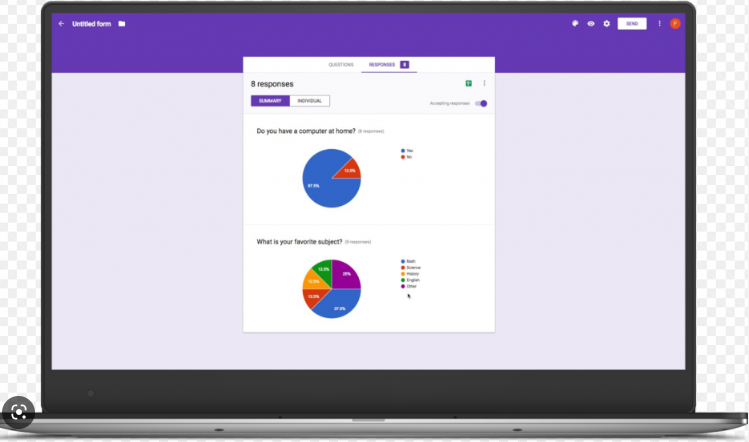 Untitled form
SEND
F
QUESTIONS RESPONSES 8
8 responses
SUMMARY INDIVIDUAL
Accepting responses
Do you have a computer at home? (8 responses)
Yes
No
12.5%
87.5%
What is your favorite subject? (8 responses)
Math
Science
History
English
Other
12.5%
25%
12.5%
12.5%
37.5%